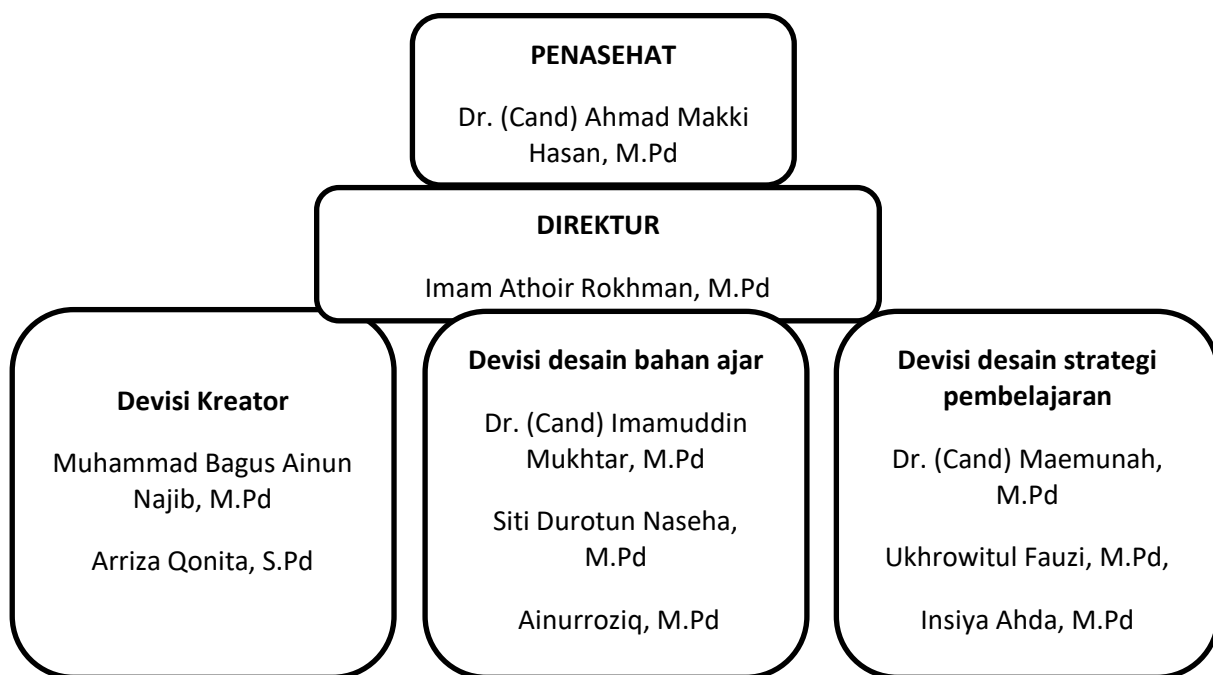 PENASEHAT
Dr. (Cand) Ahmad Makki
Hasan, M.Pd
DIREKTUR
Imam Athoir Rokhman, M.Pd
Devisi Kreator
Muhammad Bagus Ainun
Najib, M.Pd
Arriza Qonita, S.Pd
Devisi desain bahan ajar
Dr. (Cand) Imamuddin
Mukhtar, M.Pd
Siti Durotun Naseha,
M.Pd
Ainurroziq, M.Pd
Devisi desain strategi
pembelajaran
Dr. (Cand) Maemunah,
M.Pd
Ukhrowitul Fauzi, M.Pd,
Insiya Ahda, M.Pd